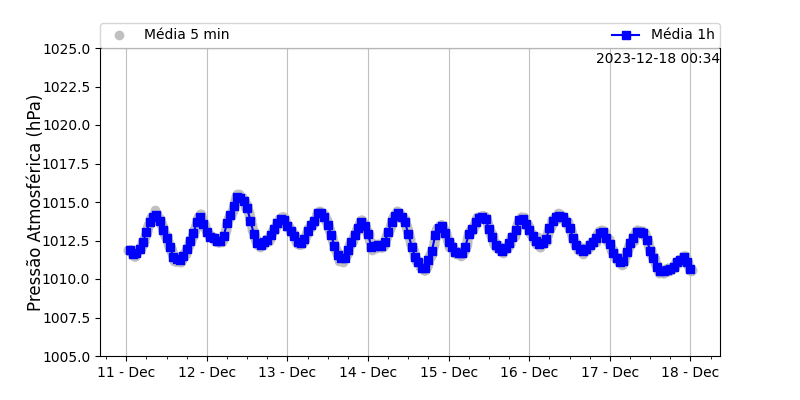 Média 5 min
Média 1h
2023-12-18 00:34
Pressão Atmosférica (hPa)
1025.0
1022.5
1020.0
1017.5
1015.0
1012.5
1010.0
1007.5
1005.0
11 - Dec
12 - Dec
13 - Dec
14 - Dec
15 - Dec
16 - Dec
17 - Dec
18 - Dec